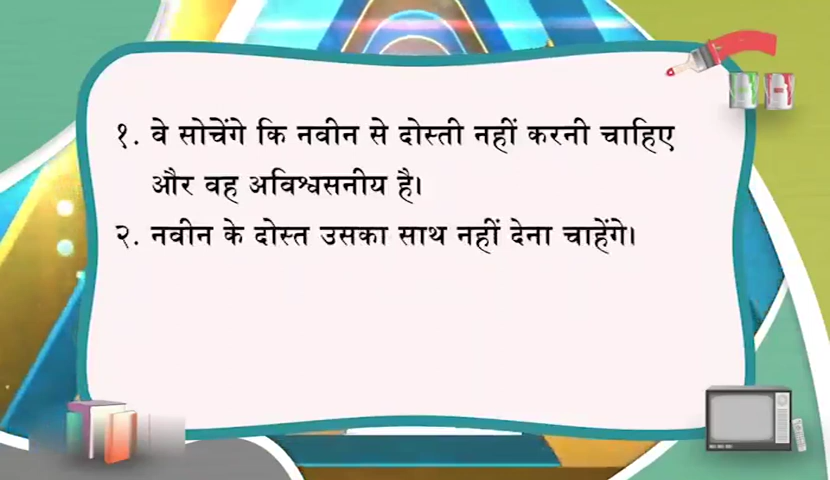 १. वे सोचेंगे कि नवीन से दोस्ती नहीं करनी चाहिए
और वह अविश्वसनीय है।
२. नवीन के दोस्त उसका साथ नहीं देना चाहेंगे।